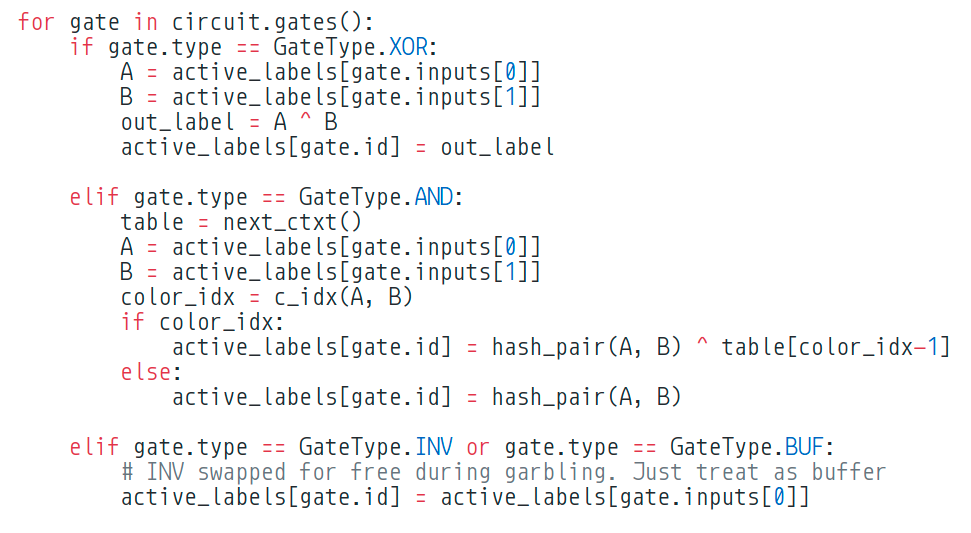 for gate in circuit.gates():
    if gate.type == GateType.XOR:
        A = active_labels[gate.inputs[0]]
        B = active_labels[gate.inputs[1]]
        out_label = A ^ B
        active_labels[gate.id] = out_label

    elif gate.type == GateType.AND:
        table = next_ctxt()
        A = active_labels[gate.inputs[0]]
        B = active_labels[gate.inputs[1]]
        color_idx = c_idx(A, B)
        if color_idx:
            active_labels[gate.id] = hash_pair(A, B) ^ table[color_idx-1]
        else:
            active_labels[gate.id] = hash_pair(A, B)

    elif gate.type == GateType.INV or gate.type == GateType.BUF:
        # INV swapped for free during garbling. Just treat as buffer
        active_labels[gate.id] = active_labels[gate.inputs[0]]